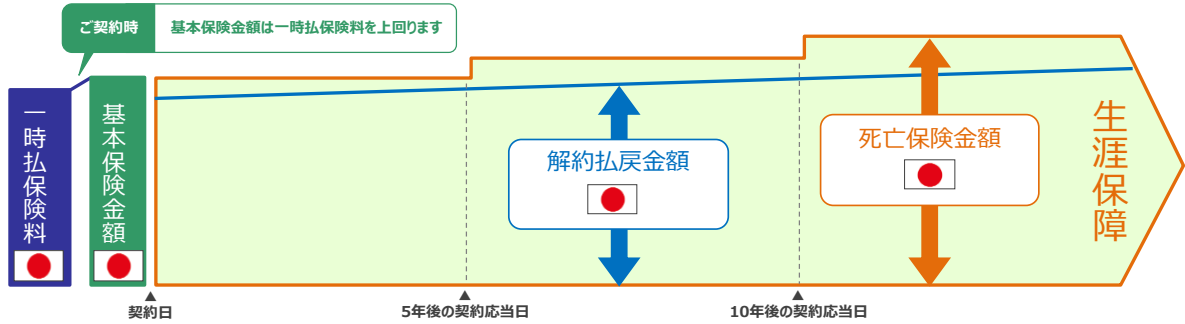 ご契約時 基本保険金額は一時払保険料を上回ります
一時払保険料
基本保険金額
解約払戻金額
死亡保険金額
生涯保障
契約日
5年後の契約応当日
10年後の契約応当日